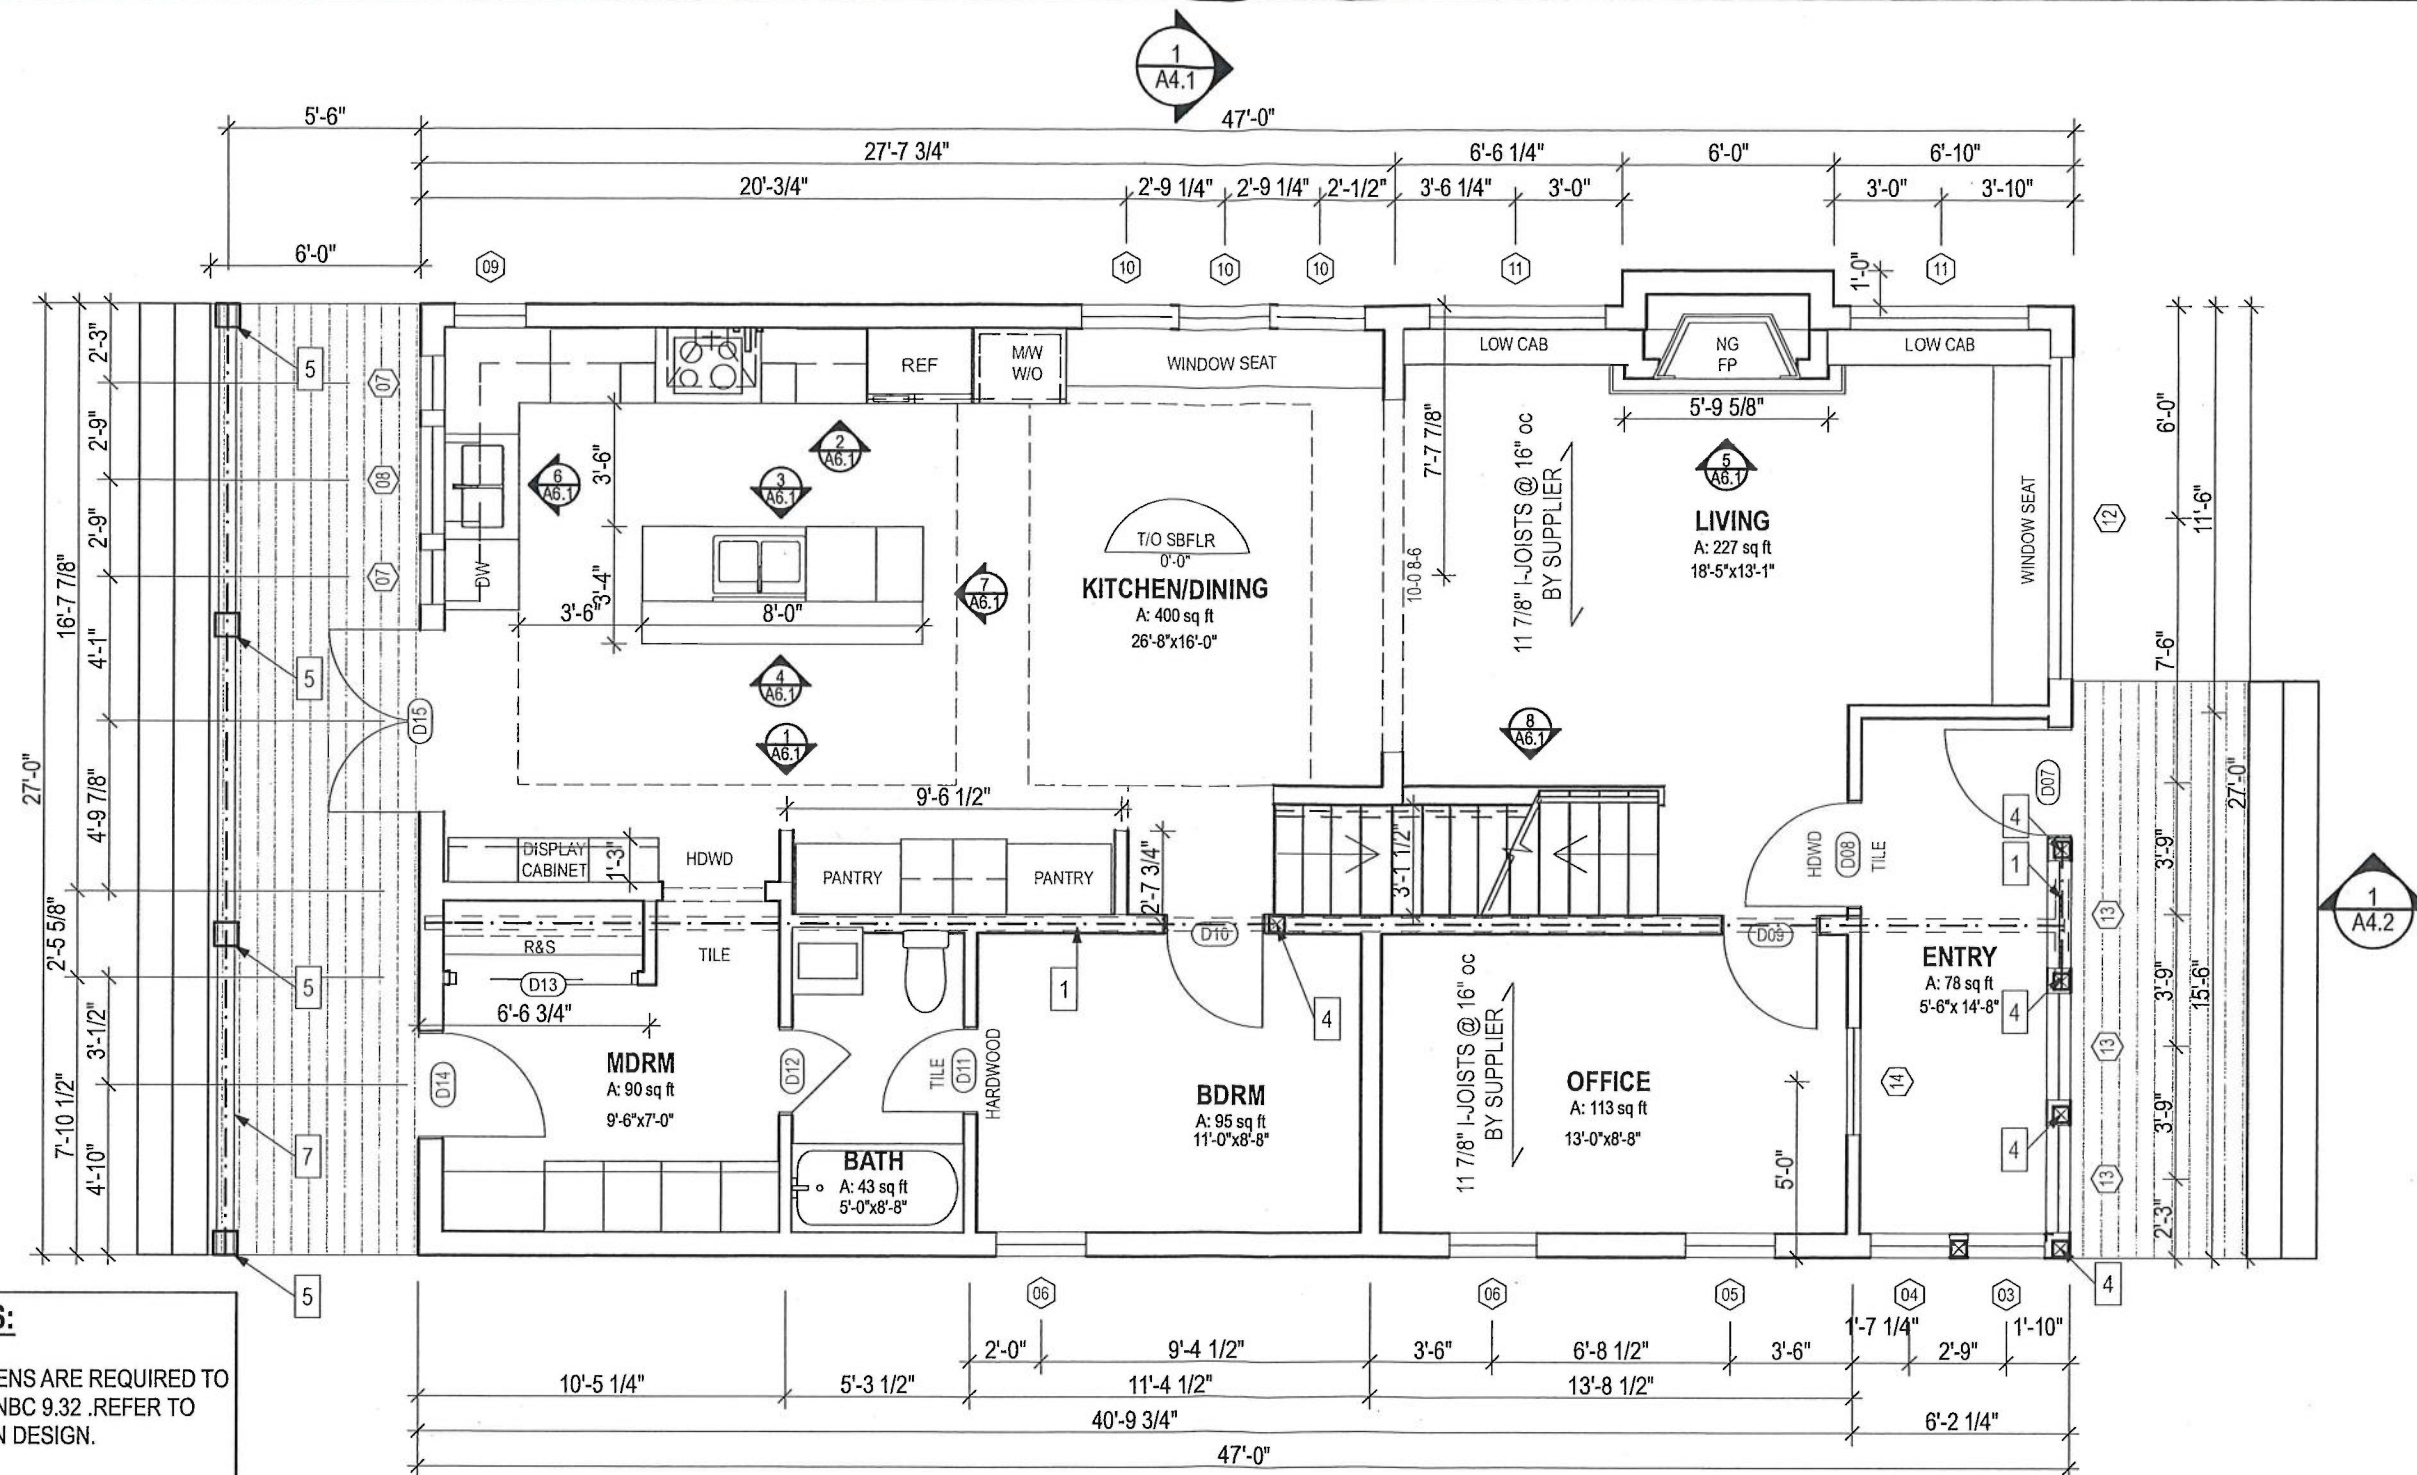 1
A4.1
5'-6"
47'-0"
27'-7 3/4"
6'-6 1/4"
6'-0"
6'-10"
20'-3/4"
2'-9 1/4"
2'-9 1/4"
2'-1/2"
3'-6 1/4"
3'-0"
3'-0"
3'-10"
6'-0"
09
10
10
10
11
11
1'-0"
2'-3"
2'-9"
2'-9"
4'-1"
4'-9 7/8"
3'-1/2"
4'-10"
16'-7 7/8"
2'-5 5/8"
7'-10 1/2"
27'-0"
07
08
07
5
5
5
5
7
REF
M/W
W/O
WINDOW SEAT
LOW CAB
NG
FP
LOW CAB
5'-9 5/8"
DW
3'-6"
3'-4"
3'-6"
8'-0"
2
A6.1
3
A6.1
6
A6.1
7
A6.1
4
A6.1
1
A6.1
5
A6.1
8
A6.1
T/O SBFLR
0'-0"
KITCHEN/DINING
A: 400 sq ft
26'-8"x16'-0"
7'-7 7/8"
10-0 8-6
11 7/8" I-JOISTS @ 16" oc
BY SUPPLIER
LIVING
A: 227 sq ft
18'-5"x13'-1"
WINDOW SEAT
12
6'-0"
11'-6"
7'-6"
27'-0"
3'-9"
3'-9"
15'-6"
3'-9"
2'-3"
D15
9'-6 1/2"
DISPLAY
CABINET
1'-3"
HDWD
PANTRY
PANTRY
2'-7 3/4"
3'-1 1/2"
HDWD
D08
TILE
D07
4
1
4
4
4
13
13
13
1
A4.2
R&S
D13
6'-6 3/4"
TILE
D10
D09
1
4
ENTRY
A: 78 sq ft
5'-6"x 14'-8"
D14
MDRM
A: 90 sq ft
9'-6"x7'-0"
D12
TILE
D11
HARDWOOD
BATH
A: 43 sq ft
5'-0"x8'-8"
BDRM
A: 95 sq ft
11'-0"x8'-8"
11 7/8" I-JOISTS @ 16" oc
BY SUPPLIER
OFFICE
A: 113 sq ft
13'-0"x8'-8"
5'-0"
14
06
06
05
04
03
2'-0"
9'-4 1/2"
3'-6"
6'-8 1/2"
3'-6"
1'-7 1/4"
2'-9"
1'-10"
10'-5 1/4"
5'-3 1/2"
11'-4 1/2"
13'-8 1/2"
40'-9 3/4"
6'-2 1/4"
47'-0"
S:
ENS ARE REQUIRED TO
NBC 9.32 .REFER TO
N DESIGN.